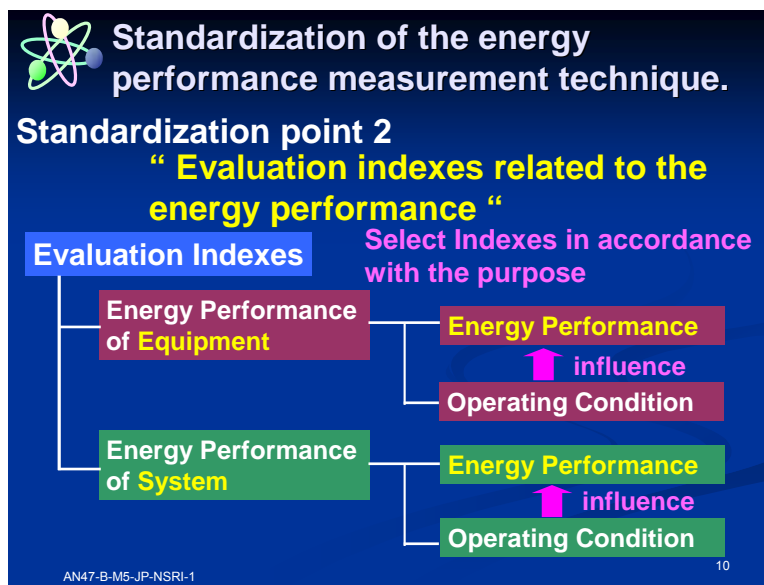 Standardization of the energy
performance measurement technique.
Standardization point 2
“ Evaluation indexes related to the
energy performance “
Select Indexes in accordance
with the purpose
Evaluation Indexes
Energy Performance
of Equipment
Energy Performance
influence
Operating Condition
Energy Performance
of System
Energy Performance
influence
Operating Condition
AN47-B-M5-JP-NSRI-1
10